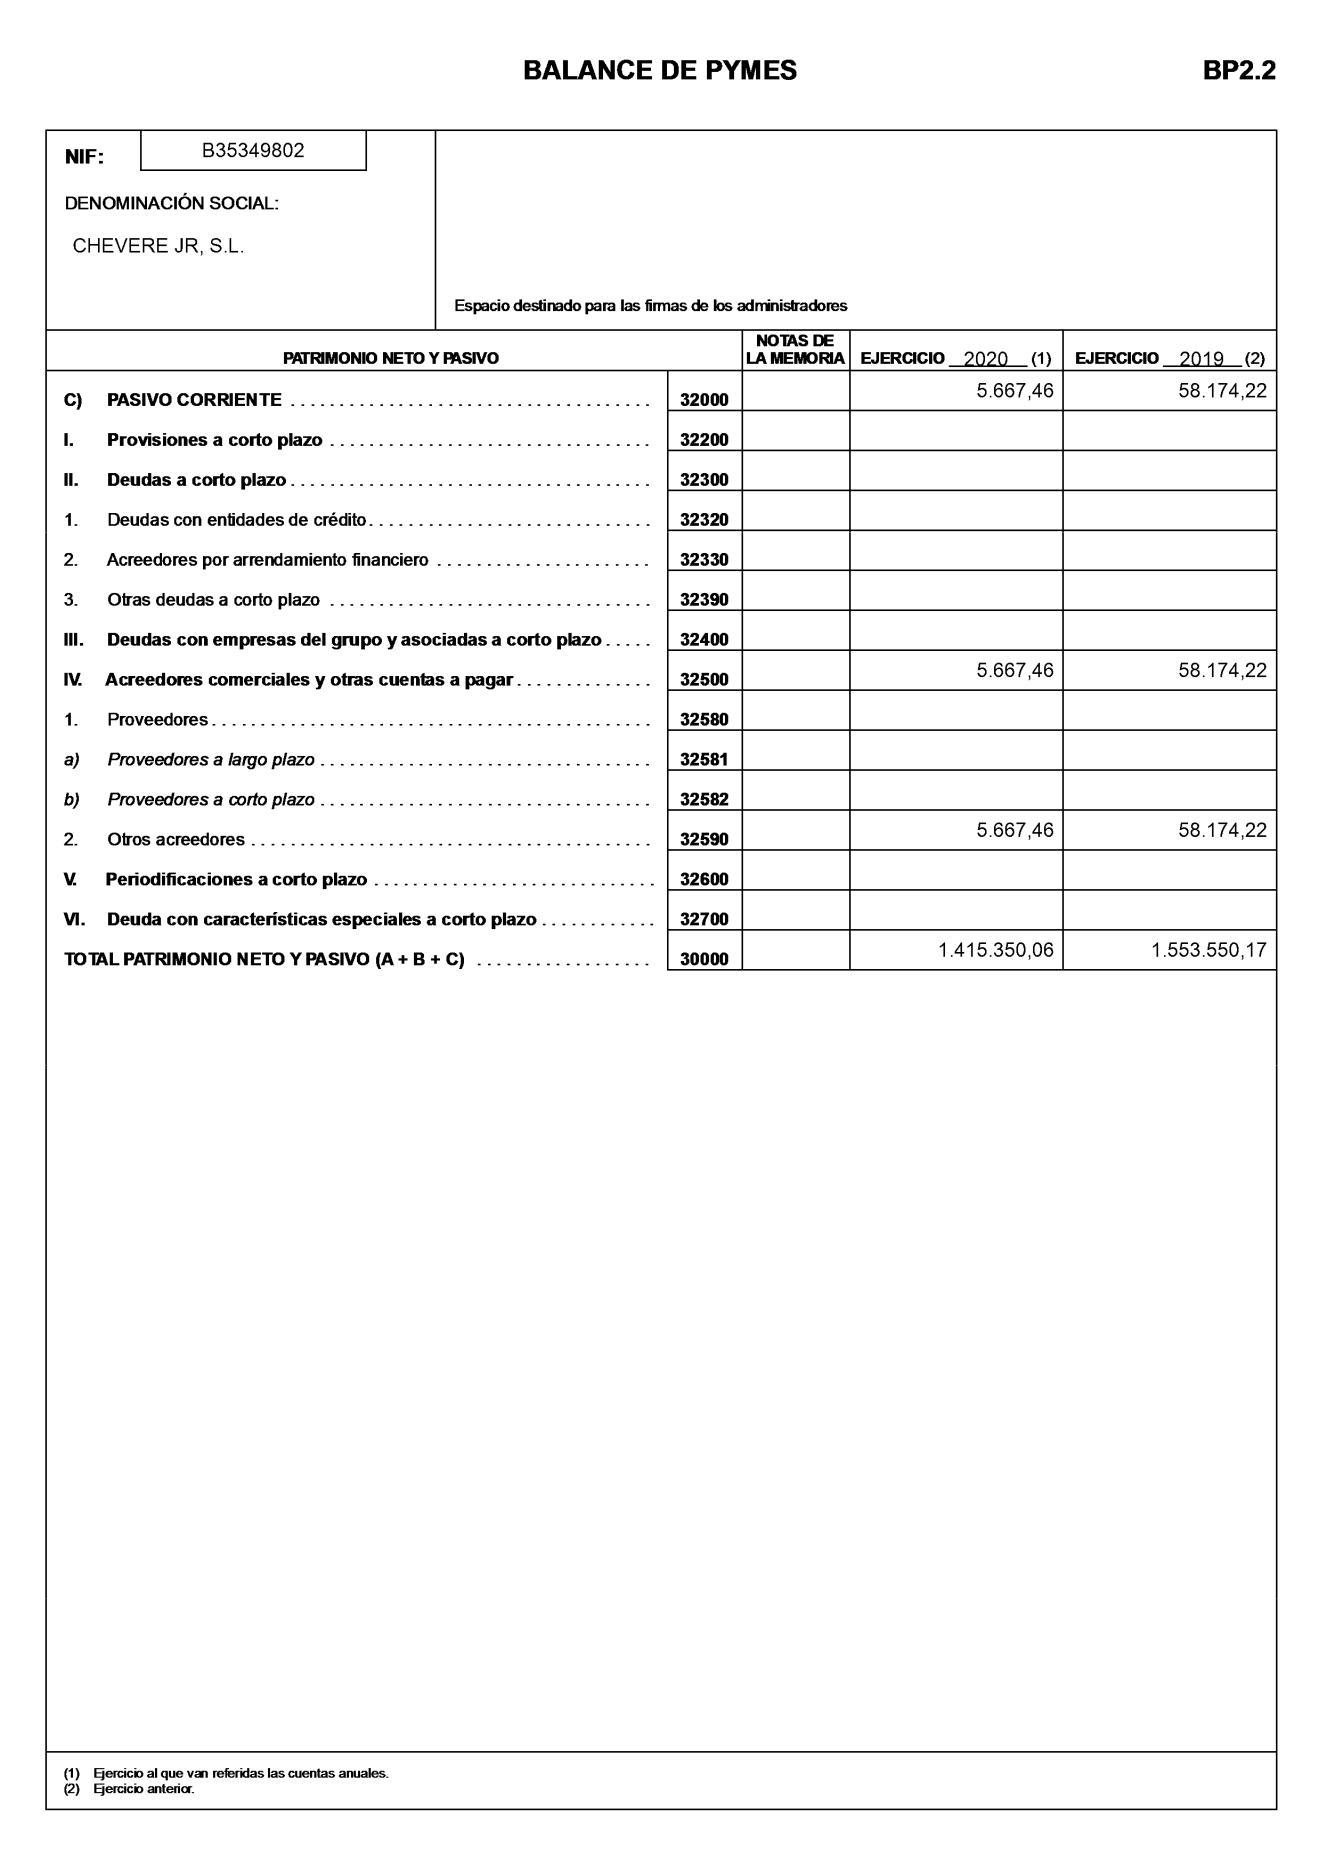 BALANCE DE PYMES BP2.2
NIF: B35349802
DENOMINACIÓN SOCIAL:
CHEVERE JR, S.L.
Espacio destinado para las firmas de los administradores
PATRIMONIO NETO Y PASIVO NOTAS DE LA MEMORIA EJERCICIO 2020 (1) EJERCICIO 2019 (2)
C) PASIVO CORRIENTE . . . . . . . . . . . . . . . . . . . . . . . . . . . . . . . . . . . . . 32000 5.667,46 58.174,22
I. Provisiones a corto plazo . . . . . . . . . . . . . . . . . . . . . . . . . . . . . . . . . 32200
II. Deudas a corto plazo . . . . . . . . . . . . . . . . . . . . . . . . . . . . . . . . . . . . . 32300
1. Deudas con entidades de crédito . . . . . . . . . . . . . . . . . . . . . . . . . . . . . 32320
2. Acreedores por arrendamiento financiero . . . . . . . . . . . . . . . . . . . . . . 32330
3. Otras deudas a corto plazo . . . . . . . . . . . . . . . . . . . . . . . . . . . . . . . . . 32390
III. Deudas con empresas del grupo y asociadas a corto plazo . . . . . 32400
IV. Acreedores comerciales y otras cuentas a pagar . . . . . . . . . . . . . . 32500 5.667,46 58.174,22
1. Proveedores . . . . . . . . . . . . . . . . . . . . . . . . . . . . . . . . . . . . . . . . . . . . . 32580
a) Proveedores a largo plazo . . . . . . . . . . . . . . . . . . . . . . . . . . . . . . . . . . 32581
b) Proveedores a corto plazo . . . . . . . . . . . . . . . . . . . . . . . . . . . . . . . . . . 32582
2. Otros acreedores . . . . . . . . . . . . . . . . . . . . . . . . . . . . . . . . . . . . . . . . . 32590 5.667,46 58.174,22
V. Periodificaciones a corto plazo . . . . . . . . . . . . . . . . . . . . . . . . . . . . . 32600
VI. Deuda con características especiales a corto plazo . . . . . . . . . . . . 32700
TOTAL PATRIMONIO NETO Y PASIVO (A + B + C) . . . . . . . . . . . . . . . . . . 30000 1.415.350,06 1.553.550,17
(1) Ejercicio al que van referidas las cuentas anuales.
(2) Ejercicio anterior.